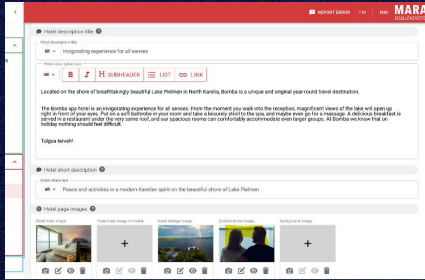 REPORT ERROR FIN ENG MARA
Hotel description title
Hotel description title
Invigorating experience for all senses
B I H SUBHEADER LIST LINK
Located on the shore of breathtakingly beautiful Lake Pielinen in North Karelia, Bomba is a unique and original year-round travel destination.
The Bomba spa hotel is an invigorating experience for all senses. From the moment you walk into the reception, magnificent views of the lake will open up
right in front of your eyes. Put on a soft bathrobe in your room and take a leisurely stroll to the spa, and maybe even go for a massage. A delicious breakfast is
served in a restaurant under the very same roof, and our spacious rooms can comfortably accommodate even larger groups. At Bomba we know that on
holiday nothing should feel difficult.
Tulgua terveh!
Hotel short description
Peace and activities in a modern Karelian spirit on the beautiful shore of Lake Pielinen
Hotel page images
Hotel main image
Hotel main image in mobile
Hotel listings image
Background image